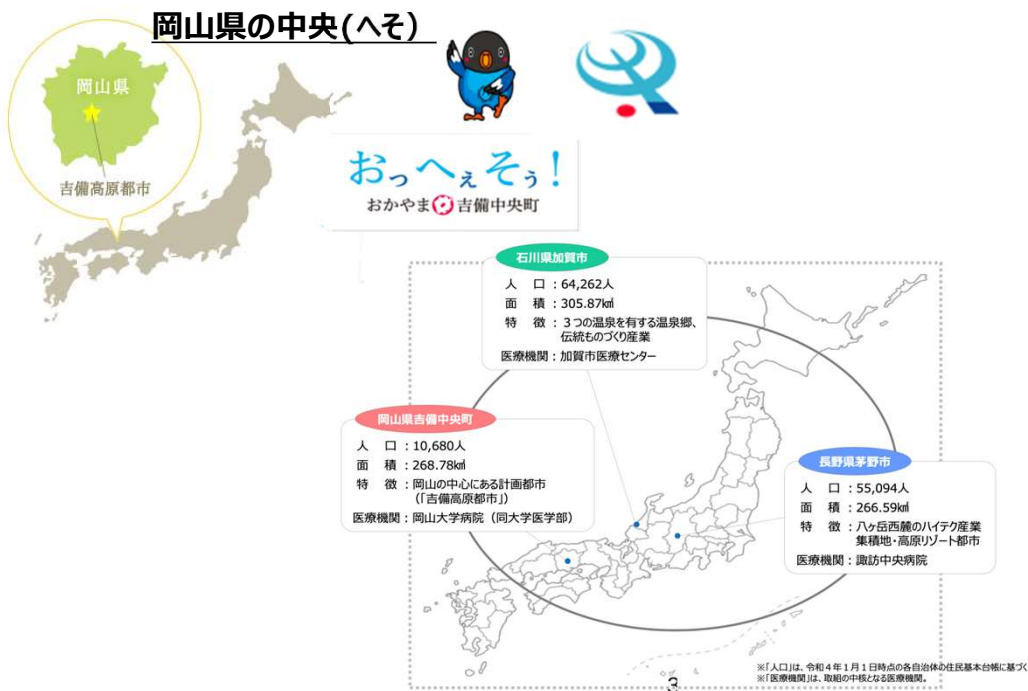 岡山県の中央(へそ）
岡山県
吉備高原都市
おっへぇそぅ！
おかやま吉備中央町
石川県加賀市
人　口：64,262人
面　積：305.87㎢
特　徴：３つの温泉を有する温泉郷、
伝統ものづくり産業
医療機関：加賀市医療センター
岡山県吉備中央町
人　口：10,680人
面　積：268.78㎢
特　徴：岡山の中心にある計画都市
(「吉備高原都市」)
医療機関：岡山大学病院（同大学医学部）
長野県茅野市
人　口：55,094人
面　積：266.59㎢
特　徴：八ヶ岳西麓のハイテク産業
集積地・高原リゾート都市
医療機関：諏訪中央病院
※「人口」は、令和４年１月１日時点の各自治体の住民基本台帳に基づく
※「医療機関」は、取組の中核となる医療機関。
3